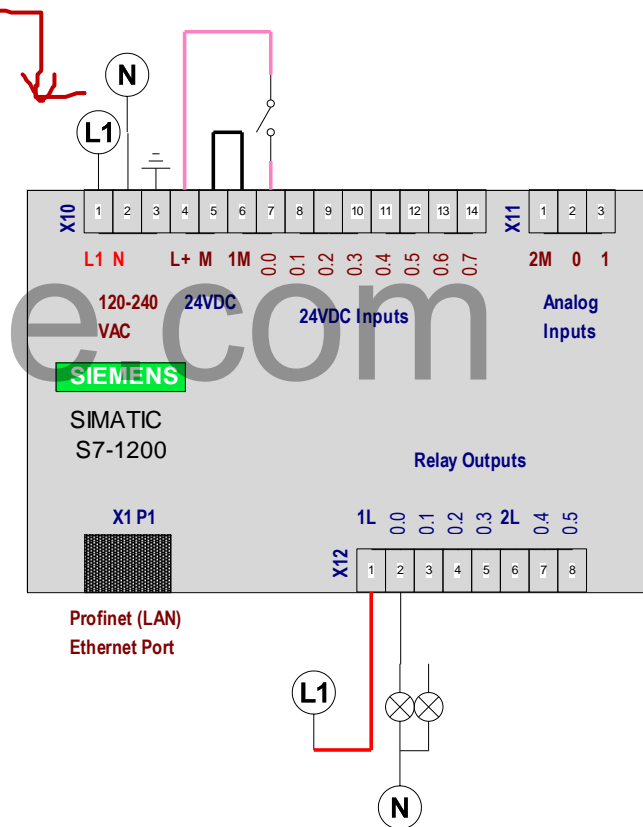 N
L1
X10
1 2 3 4 5 6 7 8 9 10 11 12 13 14
X11
1 2 3
L1 N L+ M 1M 0.0 0.1 0.2 0.3 0.4 0.5 0.6 0.7
2M 0 1
120-240
VAC
24VDC
24VDC Inputs
Analog
Inputs
e.com
SIEMENS
SIMATIC
S7-1200
Relay Outputs
X1 P1
1L 0.0 0.1 0.2 0.3 2L 0.4 0.5
X12
1 2 3 4 5 6 7 8
Profinet (LAN)
Ethernet Port
L1
N